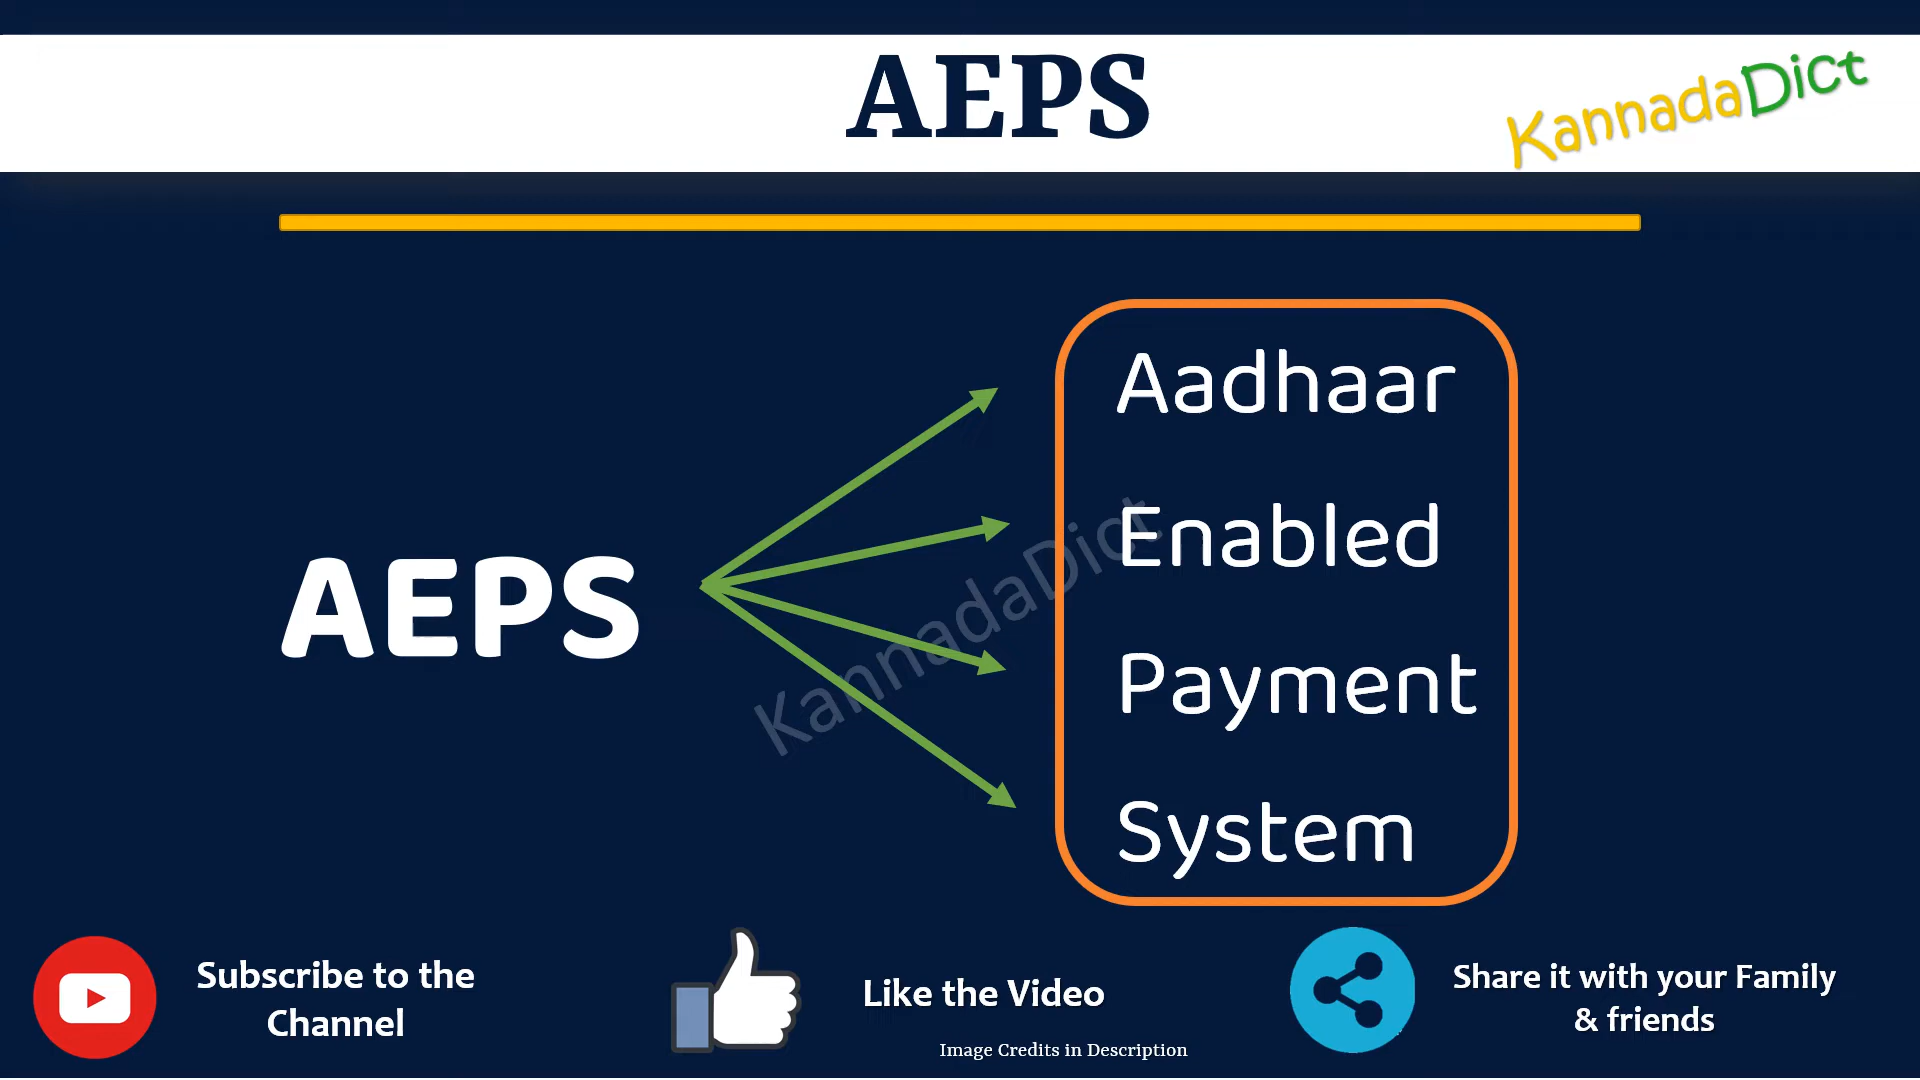 AEPS
KannadaDict
AEPS
Aadhaar
Enabled
Payment
System
KannadaDict
Subscribe to the
Channel
Like the Video
Share it with your Family
& friends
Image Credits in Description